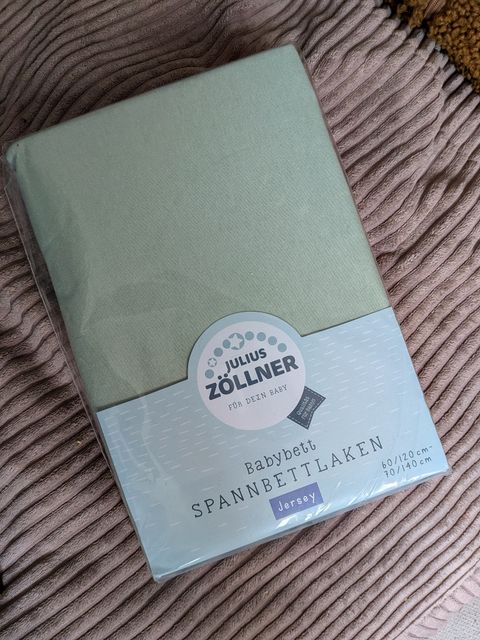 JULIUS
ZÖLLNER
FÜR DEIN BABY
Babybett
SPANNBETTLAKEN
60/120 cm-
70/140 cm
Jersey